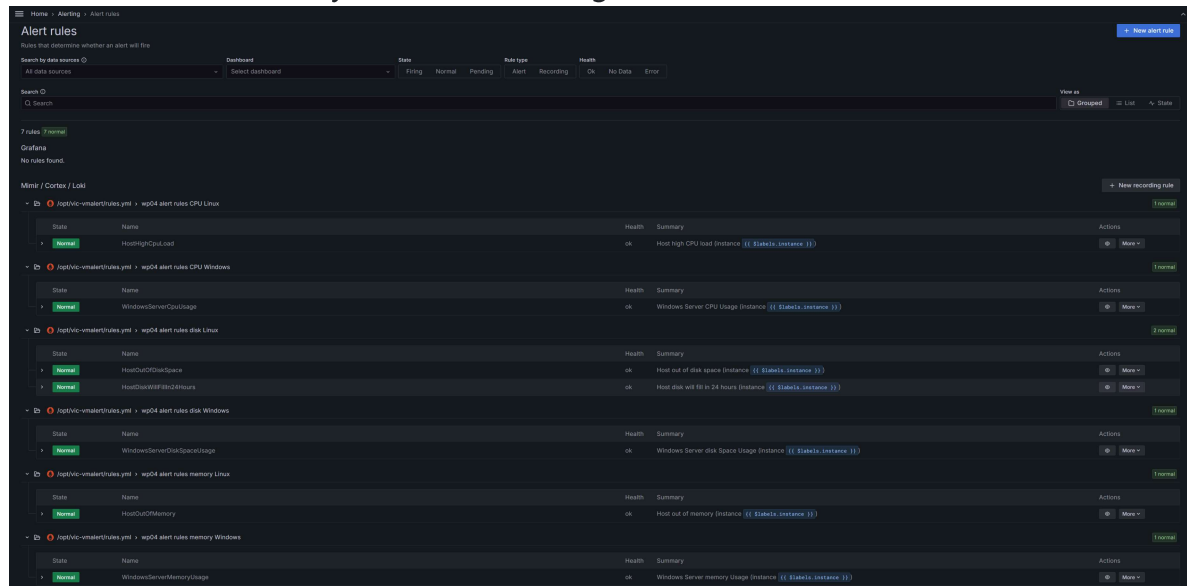 Home › Alerting › Alert rules
Alert rules
+ New alert rule
Rules that determine whether an alert will fire
Search by data sources Dashboard State Rule type Health
All data sources Select dashboard Firing Normal Pending Alert Recording Ok No Data Error
Search View as
Search Grouped List State
7 rules 7 normal
Grafana
No rules found.
Mimir / Cortex / Loki + New recording rule
/opt/vic-vmalert/rules.yml › wp04 alert rules CPU Linux 1 normal
State Name Health Summary Actions
Normal HostHighCpuLoad ok Host high CPU load (instance {{ $labels.instance }}) More
/opt/vic-vmalert/rules.yml › wp04 alert rules CPU Windows 1 normal
State Name Health Summary Actions
Normal WindowsServerCpuUsage ok Windows Server CPU Usage (instance {{ $labels.instance }}) More
/opt/vic-vmalert/rules.yml › wp04 alert rules disk Linux 2 normal
State Name Health Summary Actions
Normal HostOutOfDiskSpace ok Host out of disk space (instance {{ $labels.instance }}) More
Normal HostDiskWillFillIn24Hours ok Host disk will fill in 24 hours (instance {{ $labels.instance }}) More
/opt/vic-vmalert/rules.yml › wp04 alert rules disk Windows 1 normal
State Name Health Summary Actions
Normal WindowsServerDiskSpaceUsage ok Windows Server disk Space Usage (instance {{ $labels.instance }}) More
/opt/vic-vmalert/rules.yml › wp04 alert rules memory Linux 1 normal
State Name Health Summary Actions
Normal HostOutOfMemory ok Host out of memory (instance {{ $labels.instance }}) More
/opt/vic-vmalert/rules.yml › wp04 alert rules memory Windows 1 normal
State Name Health Summary Actions
Normal WindowsServerMemoryUsage ok Windows Server memory Usage (instance {{ $labels.instance }}) More